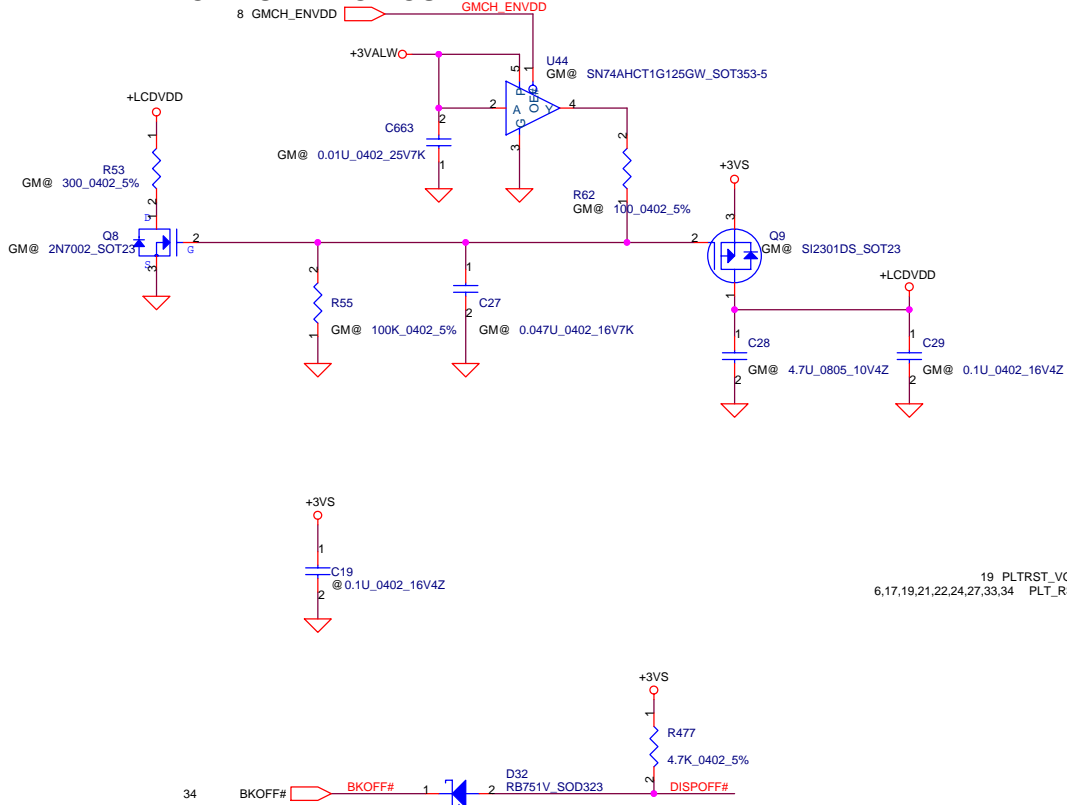 8 GMCH_ENVDD
GMCH_ENVDD
+3VALW
U44
GM@ SN74AHCT1G125GW_SOT353-5
5
1
P
OE#
2
A
Y
4
G
3
+LCDVDD
1
R53
GM@ 300_0402_5%
2
C663
2
GM@ 0.01U_0402_25V7K
1
2
R62
GM@ 100_0402_5%
1
+3VS
3
1
D
Q8
GM@ 2N7002_SOT23
2
G
S
3
2
Q9
GM@ SI2301DS_SOT23
1
+LCDVDD
2
R55
GM@ 100K_0402_5%
1
1
C27
2
GM@ 0.047U_0402_16V7K
1
C28
GM@ 4.7U_0805_10V4Z
2
1
C29
GM@ 0.1U_0402_16V4Z
2
+3VS
1
C19
@ 0.1U_0402_16V4Z
2
19 PLTRST_VG
6,17,19,21,22,24,27,33,34 PLT_R
+3VS
1
R477
4.7K_0402_5%
2
34 BKOFF#
BKOFF#
1
D32
2
RB751V_SOD323
DISPOFF#